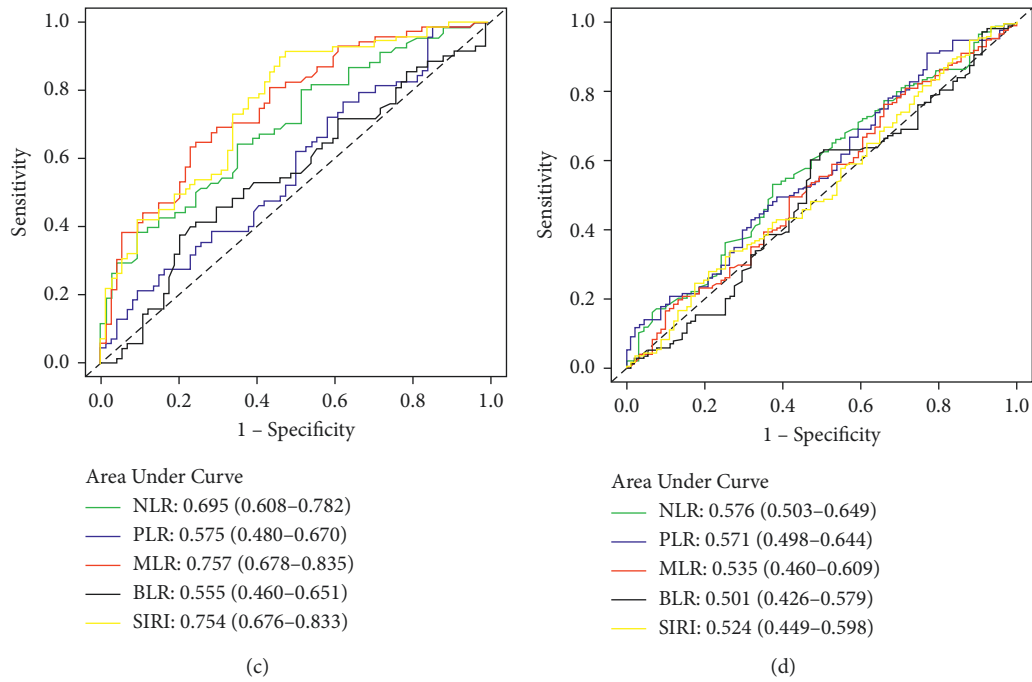 1.0
0.8
0.6
0.4
0.2
0.0
Sensitivity
0.0 0.2 0.4 0.6 0.8 1.0
1 – Specificity
Area Under Curve
NLR: 0.695 (0.608–0.782)
PLR: 0.575 (0.480–0.670)
MLR: 0.757 (0.678–0.835)
BLR: 0.555 (0.460–0.651)
SIRI: 0.754 (0.676–0.833)
(c)
1.0
0.8
0.6
0.4
0.2
0.0
Sensitivity
0.0 0.2 0.4 0.6 0.8 1.0
1 – Specificity
Area Under Curve
NLR: 0.576 (0.503–0.649)
PLR: 0.571 (0.498–0.644)
MLR: 0.535 (0.460–0.609)
BLR: 0.501 (0.426–0.579)
SIRI: 0.524 (0.449–0.598)
(d)